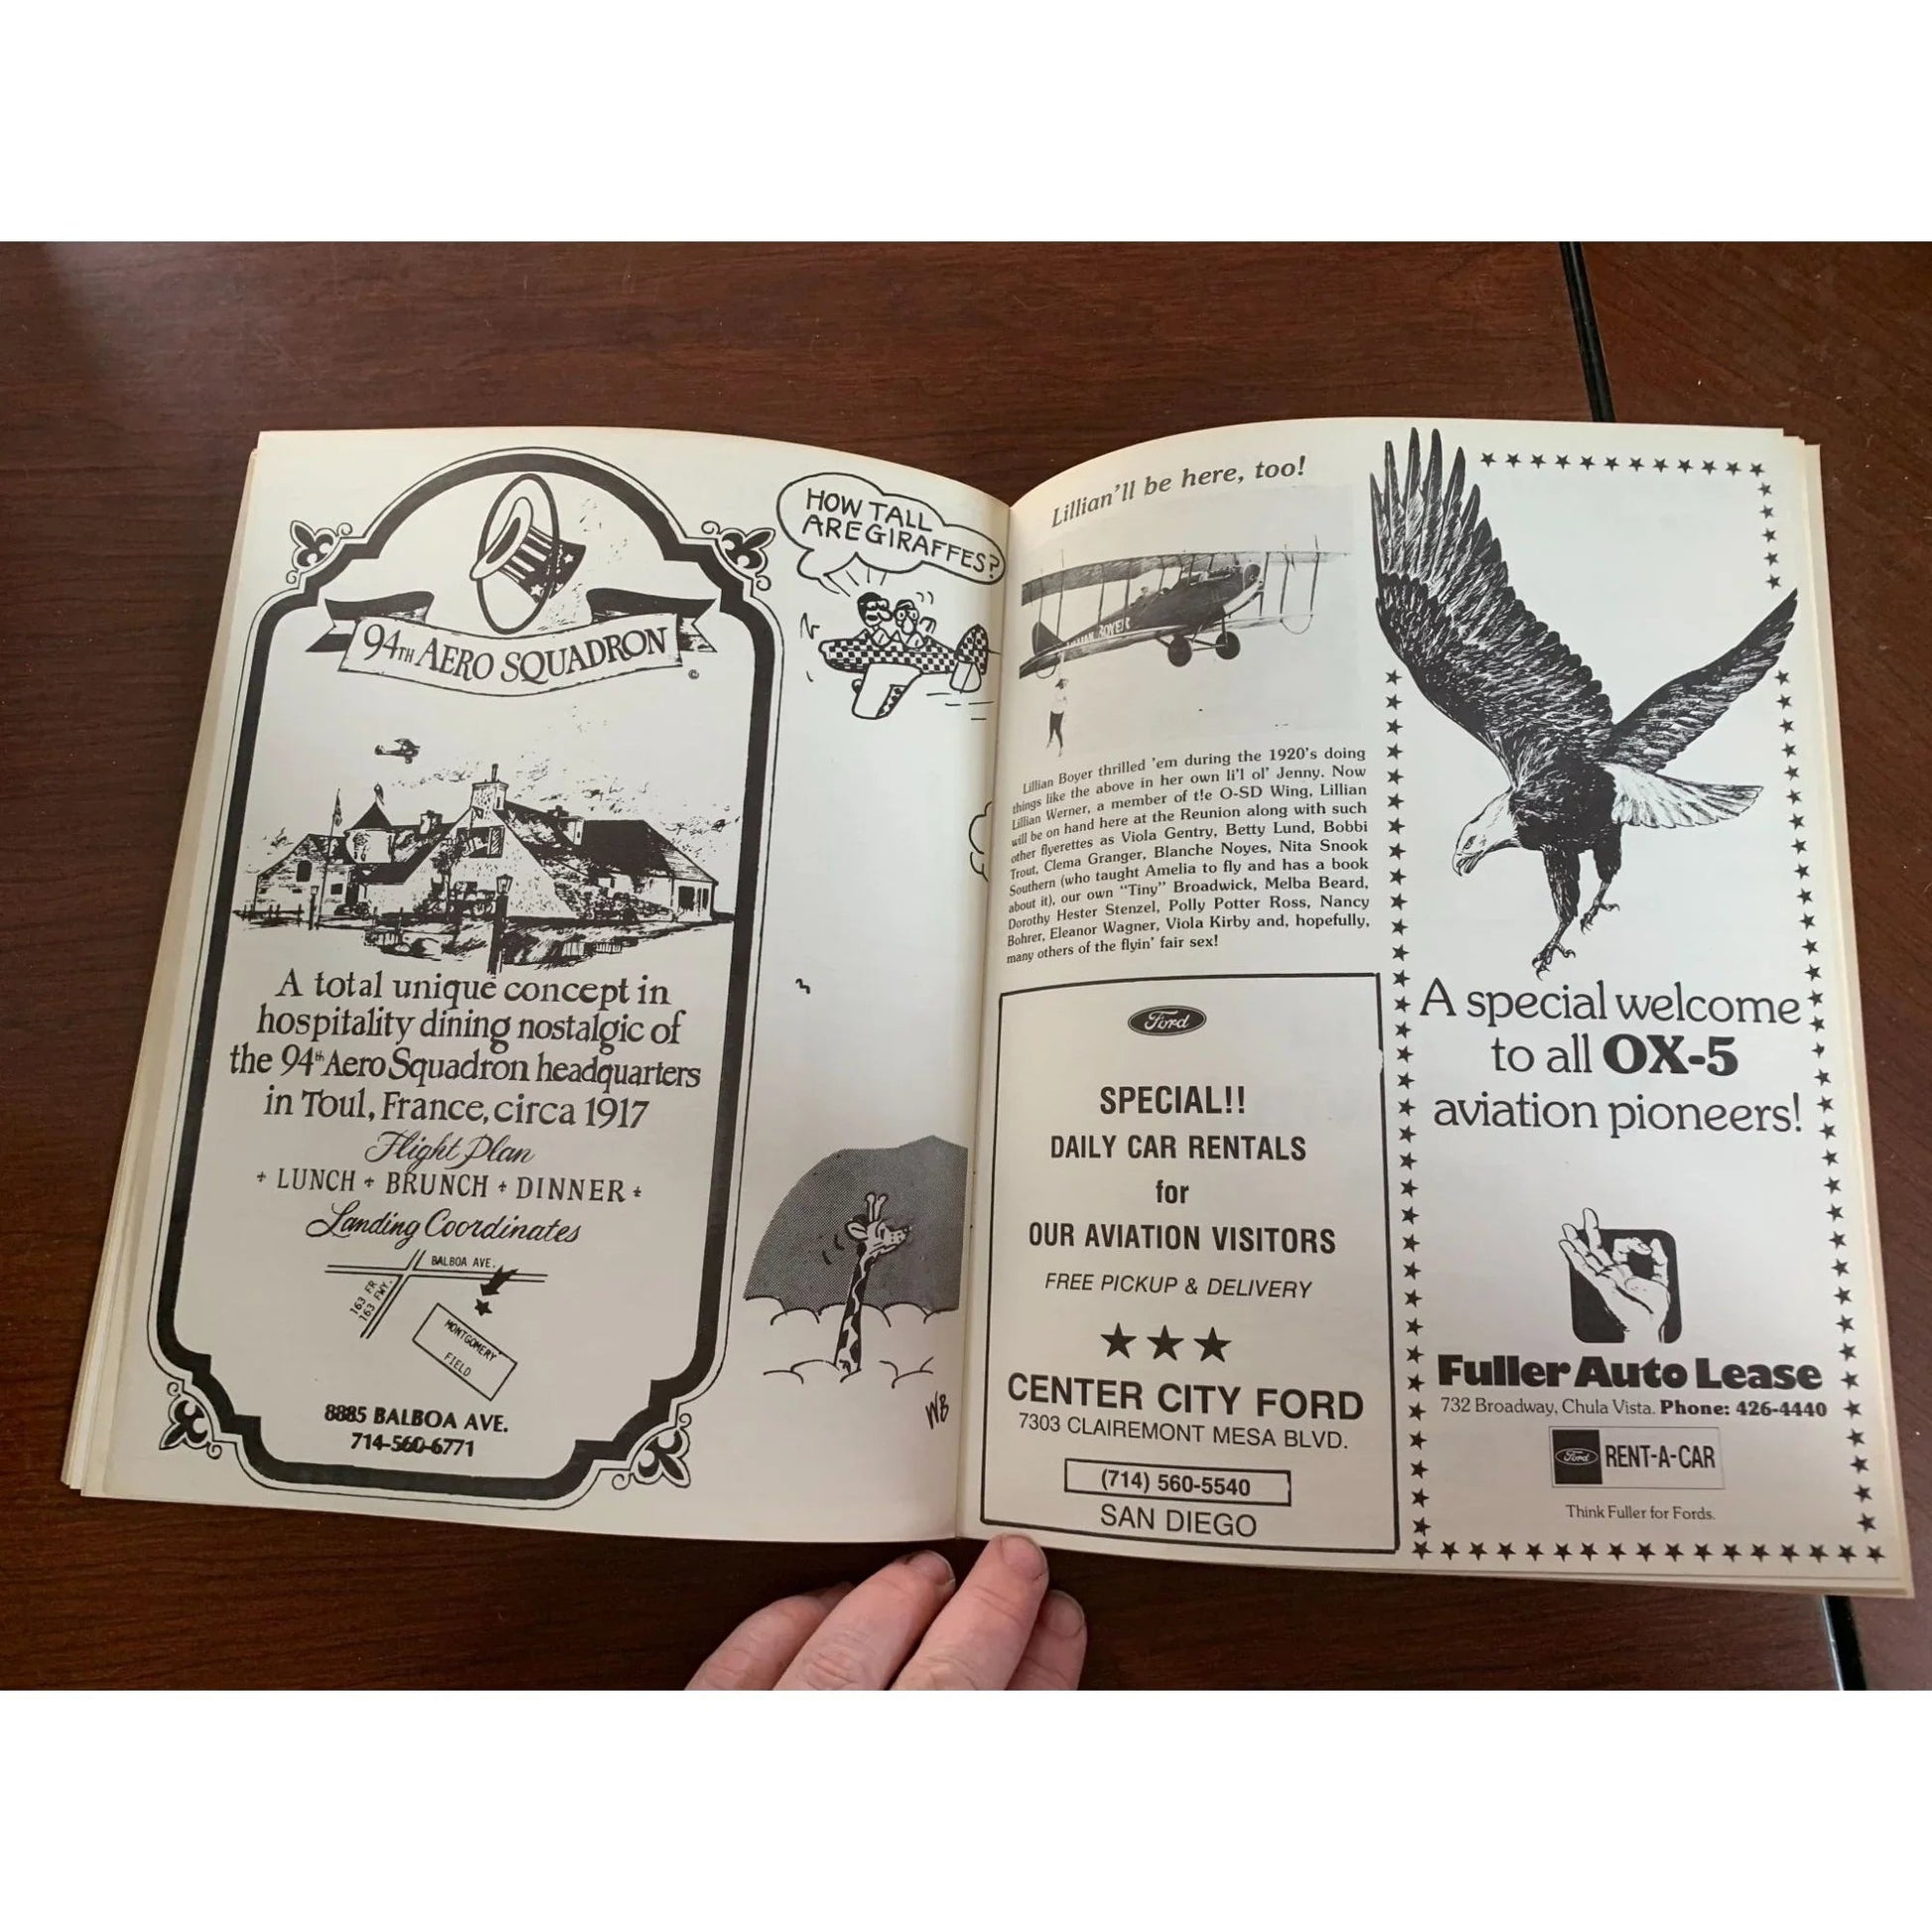 94TH AERO SQUADRON
©
A total unique concept in
hospitality dining nostalgic of
the 94th Aero Squadron headquarters
in Toul, France, circa 1917
Flight Plan
LUNCH + BRUNCH + DINNER
Landing Coordinates
BALBOA AVE.
163 FR
163 FWY.
MONTGOMERY
FIELD
8885 BALBOA AVE.
714-560-6771
HOW TALL
ARE GIRAFFES?
WB
Lillian'll be here, too!
BOYER
Lillian Boyer thrilled 'em during the 1920's doing
things like the above in her own li'l ol' Jenny. Now
Lillian Werner, a member of t!e O-SD Wing, Lillian
will be on hand here at the Reunion along with such
other flyerettes as Viola Gentry, Betty Lund, Bobbi
Trout, Clema Granger, Blanche Noyes, Nita Snook
Southern (who taught Amelia to fly and has a book
about it), our own "Tiny" Broadwick, Melba Beard,
Dorothy Hester Stenzel, Polly Potter Ross, Nancy
Bohrer, Eleanor Wagner, Viola Kirby and, hopefully,
many others of the flyin' fair sex!
Ford
SPECIAL!!
DAILY CAR RENTALS
for
OUR AVIATION VISITORS
FREE PICKUP & DELIVERY
CENTER CITY FORD
7303 CLAIREMONT MESA BLVD.
(714) 560-5540
SAN DIEGO
A special welcome
to all OX-5
aviation pioneers!
Fuller Auto Lease
732 Broadway, Chula Vista. Phone: 426-4440
Ford RENT-A-CAR
Think Fuller for Fords.